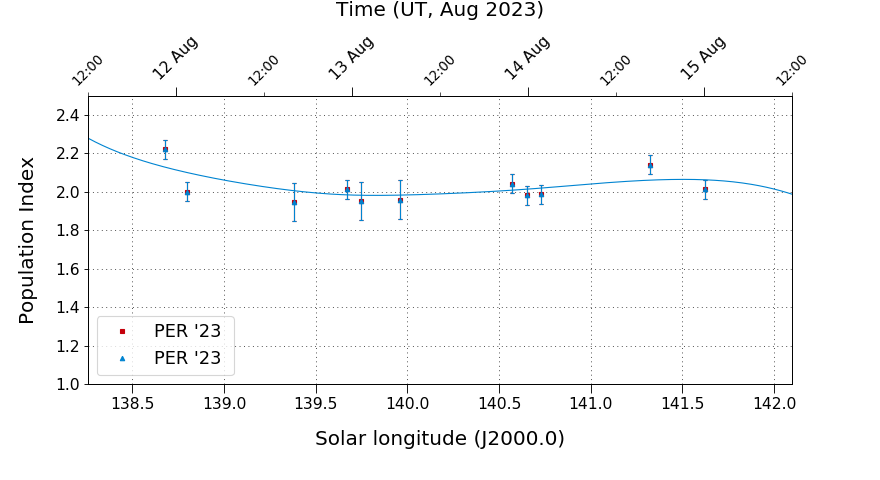 Time (UT, Aug 2023)
12:00 12 Aug 12:00 13 Aug 12:00 14 Aug 12:00 15 Aug 12:00
Population Index
2.4
2.2
2.0
1.8
1.6
1.4
1.2
1.0
PER '23
PER '23
138.5 139.0 139.5 140.0 140.5 141.0 141.5 142.0
Solar longitude (J2000.0)